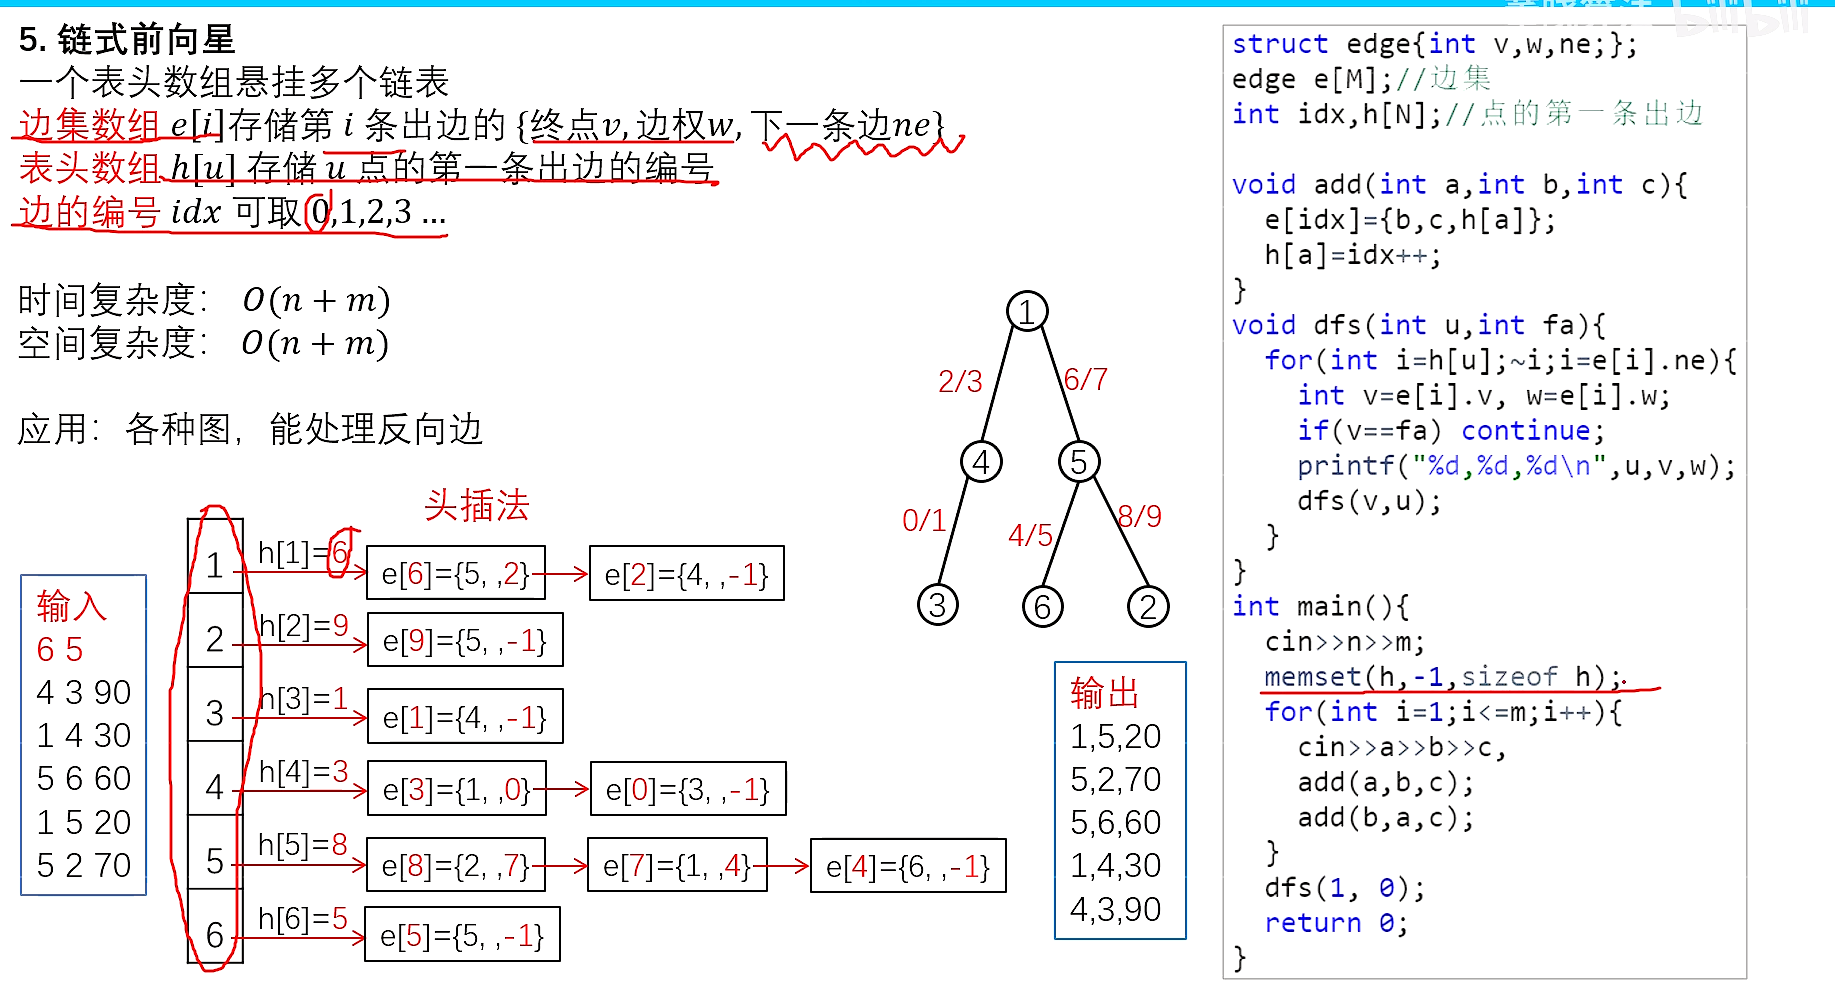 5. 链式前向星
一个表头数组悬挂多个链表
边集数组 e[i]存储第 i 条出边的 {终点v, 边权w, 下一条边ne}
表头数组 h[u] 存储 u 点的第一条出边的编号
边的编号 idx 可取0,1,2,3 ...
时间复杂度： O(n + m)
空间复杂度： O(n + m)
应用：各种图，能处理反向边
头插法
输入
6 5
4 3 90
1 4 30
5 6 60
1 5 20
5 2 70
1 h[1]=6 e[6]={5, ,2} e[2]={4, ,-1}
2 h[2]=9 e[9]={5, ,-1}
3 h[3]=1 e[1]={4, ,-1}
4 h[4]=3 e[3]={1, ,0} e[0]={3, ,-1}
5 h[5]=8 e[8]={2, ,7} e[7]={1, ,4} e[4]={6, ,-1}
6 h[6]=5 e[5]={5, ,-1}
1
2/3 6/7
4 5
0/1 4/5 8/9
3 6 2
输出
1,5,20
5,2,70
5,6,60
1,4,30
4,3,90
bilibili
struct edge{int v,w,ne;};
edge e[M];//边集
int idx,h[N];//点的第一条出边
void add(int a,int b,int c){
e[idx]={b,c,h[a]};
h[a]=idx++;
}
void dfs(int u,int fa){
for(int i=h[u];~i;i=e[i].ne){
int v=e[i].v, w=e[i].w;
if(v==fa) continue;
printf("%d,%d,%d\n",u,v,w);
dfs(v,u);
}
}
int main(){
cin>>n>>m;
memset(h,-1,sizeof h);
for(int i=1;i<=m;i++){
cin>>a>>b>>c,
add(a,b,c);
add(b,a,c);
}
dfs(1, 0);
return 0;
}